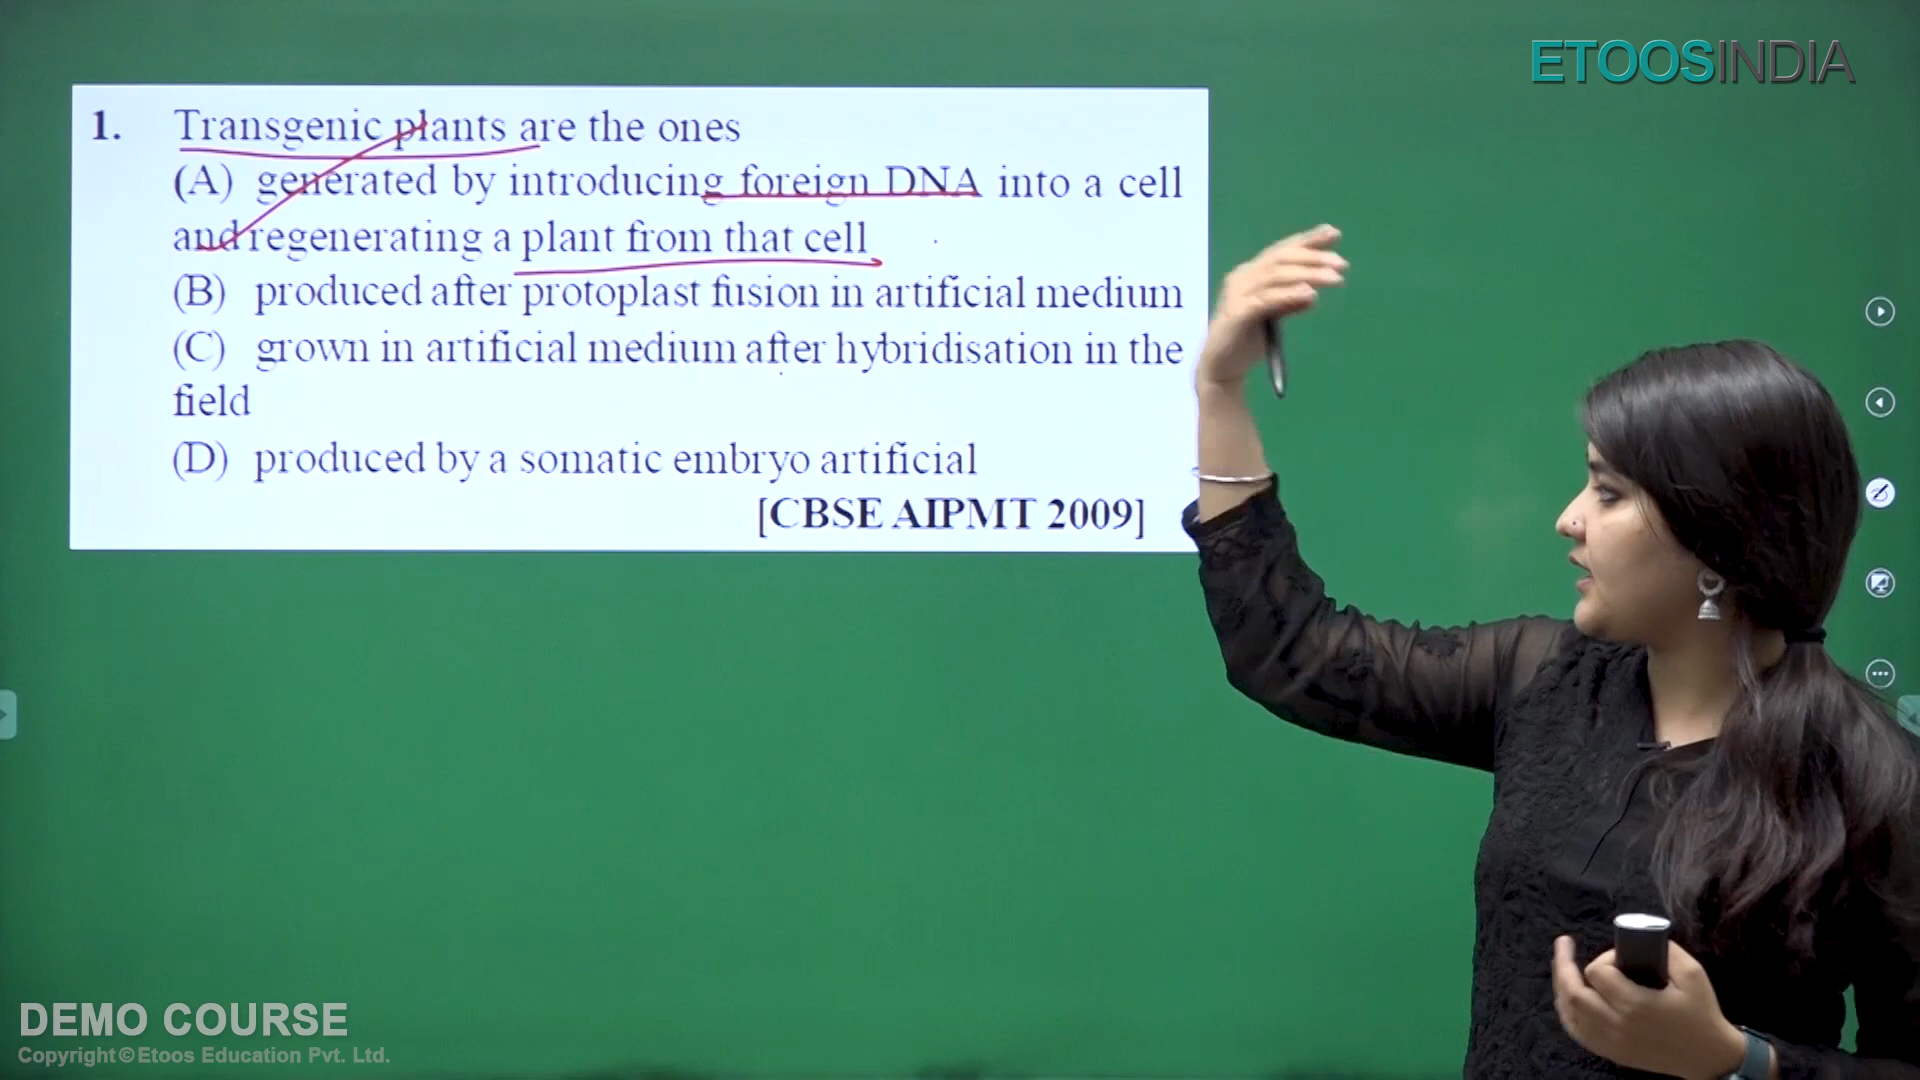 ETOOSINDIA
1. Transgenic plants are the ones
(A) generated by introducing foreign DNA into a cell
and regenerating a plant from that cell
(B) produced after protoplast fusion in artificial medium
(C) grown in artificial medium after hybridisation in the
field
(D) produced by a somatic embryo artificial
[CBSE AIPMT 2009]
DEMO COURSE
Copyright © Etoos Education Pvt. Ltd.